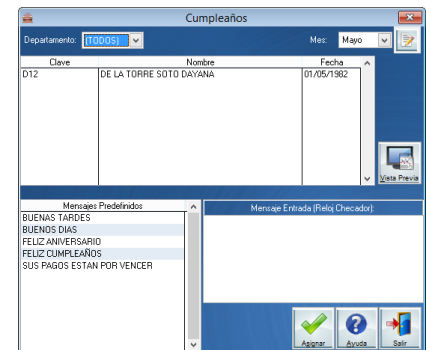 Cumpleaños
Departamento: (TODOS) Mes: Mayo
Clave Nombre Fecha
D12 DE LA TORRE SOTO DAYANA 01/05/1982
Vista Previa
Mensajes Predefinidos
BUENAS TARDES
BUENOS DIAS
FELIZ ANIVERSARIO
FELIZ CUMPLEAÑOS
SUS PAGOS ESTAN POR VENCER
Mensaje Entrada (Reloj Checador):
Asignar Ayuda Salir